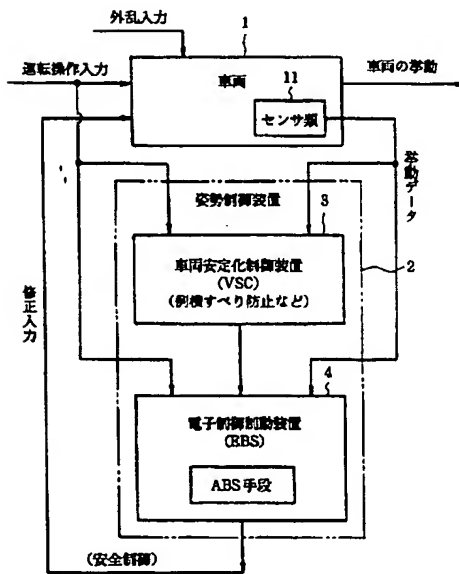 外乱入力
1
運転操作入力
車両
11
センサ類
車両の挙動
挙動データ
姿勢制御装置
3
車両安定化制御装置
(VSC)
(例横すべり防止など)
2
修正入力
4
電子制御制動装置
(EBS)
ABS手段
(安全制御)